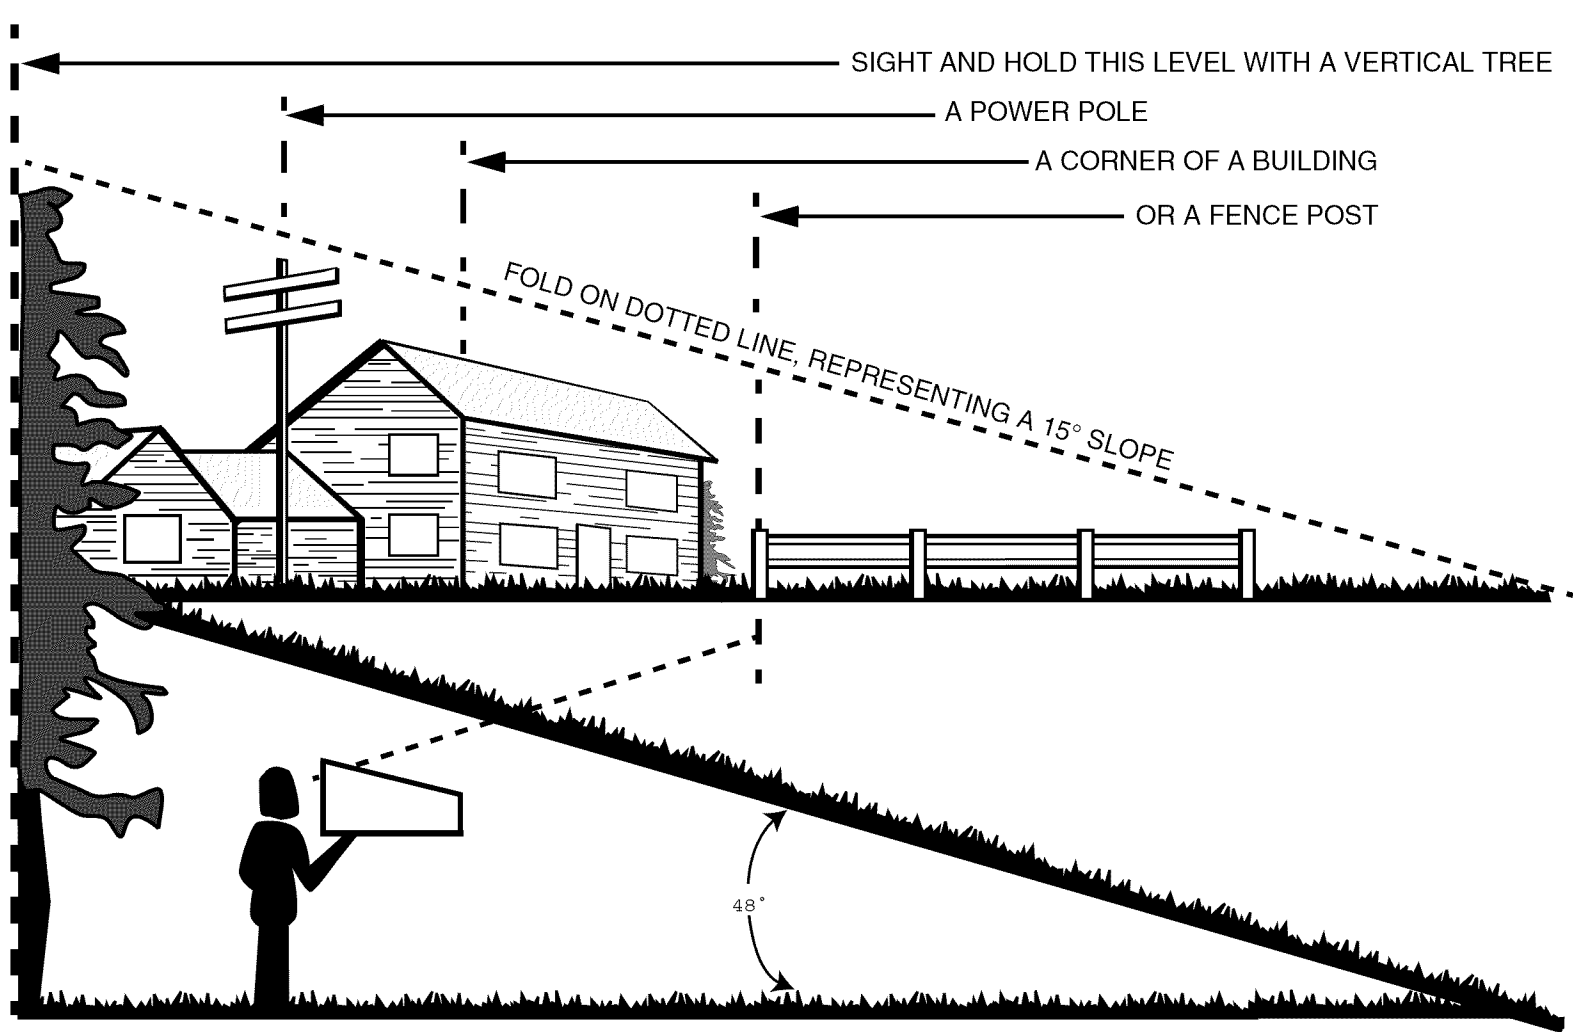 SIGHT AND HOLD THIS LEVEL WITH A VERTICAL TREE
A POWER POLE
A CORNER OF A BUILDING
OR A FENCE POST
FOLD ON DOTTED LINE, REPRESENTING A 15° SLOPE
48°